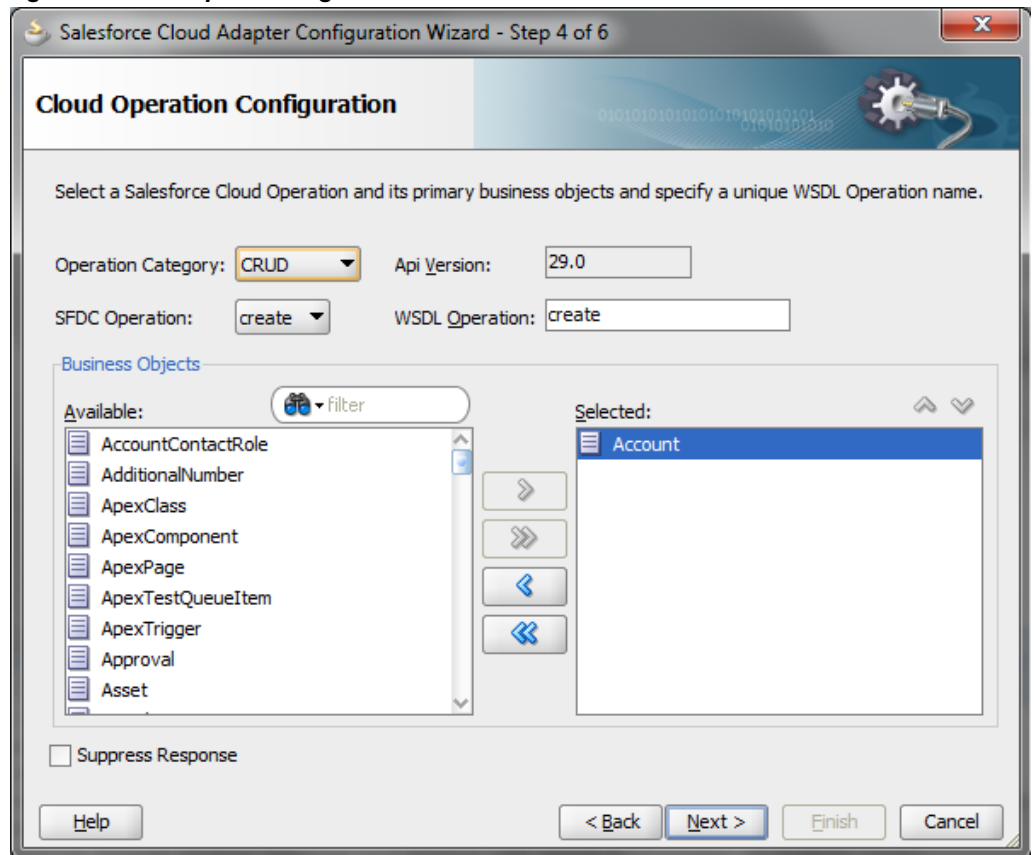 Salesforce Cloud Adapter Configuration Wizard - Step 4 of 6
X
Cloud Operation Configuration
Select a Salesforce Cloud Operation and its primary business objects and specify a unique WSDL Operation name.
Operation Category: CRUD Api Version: 29.0
SFDC Operation: create WSDL Operation: create
Business Objects
Available: filter Selected:
AccountContactRole
AdditionalNumber
ApexClass
ApexComponent
ApexPage
ApexTestQueueItem
ApexTrigger
Approval
Asset
Account
Suppress Response
Help < Back Next > Finish Cancel